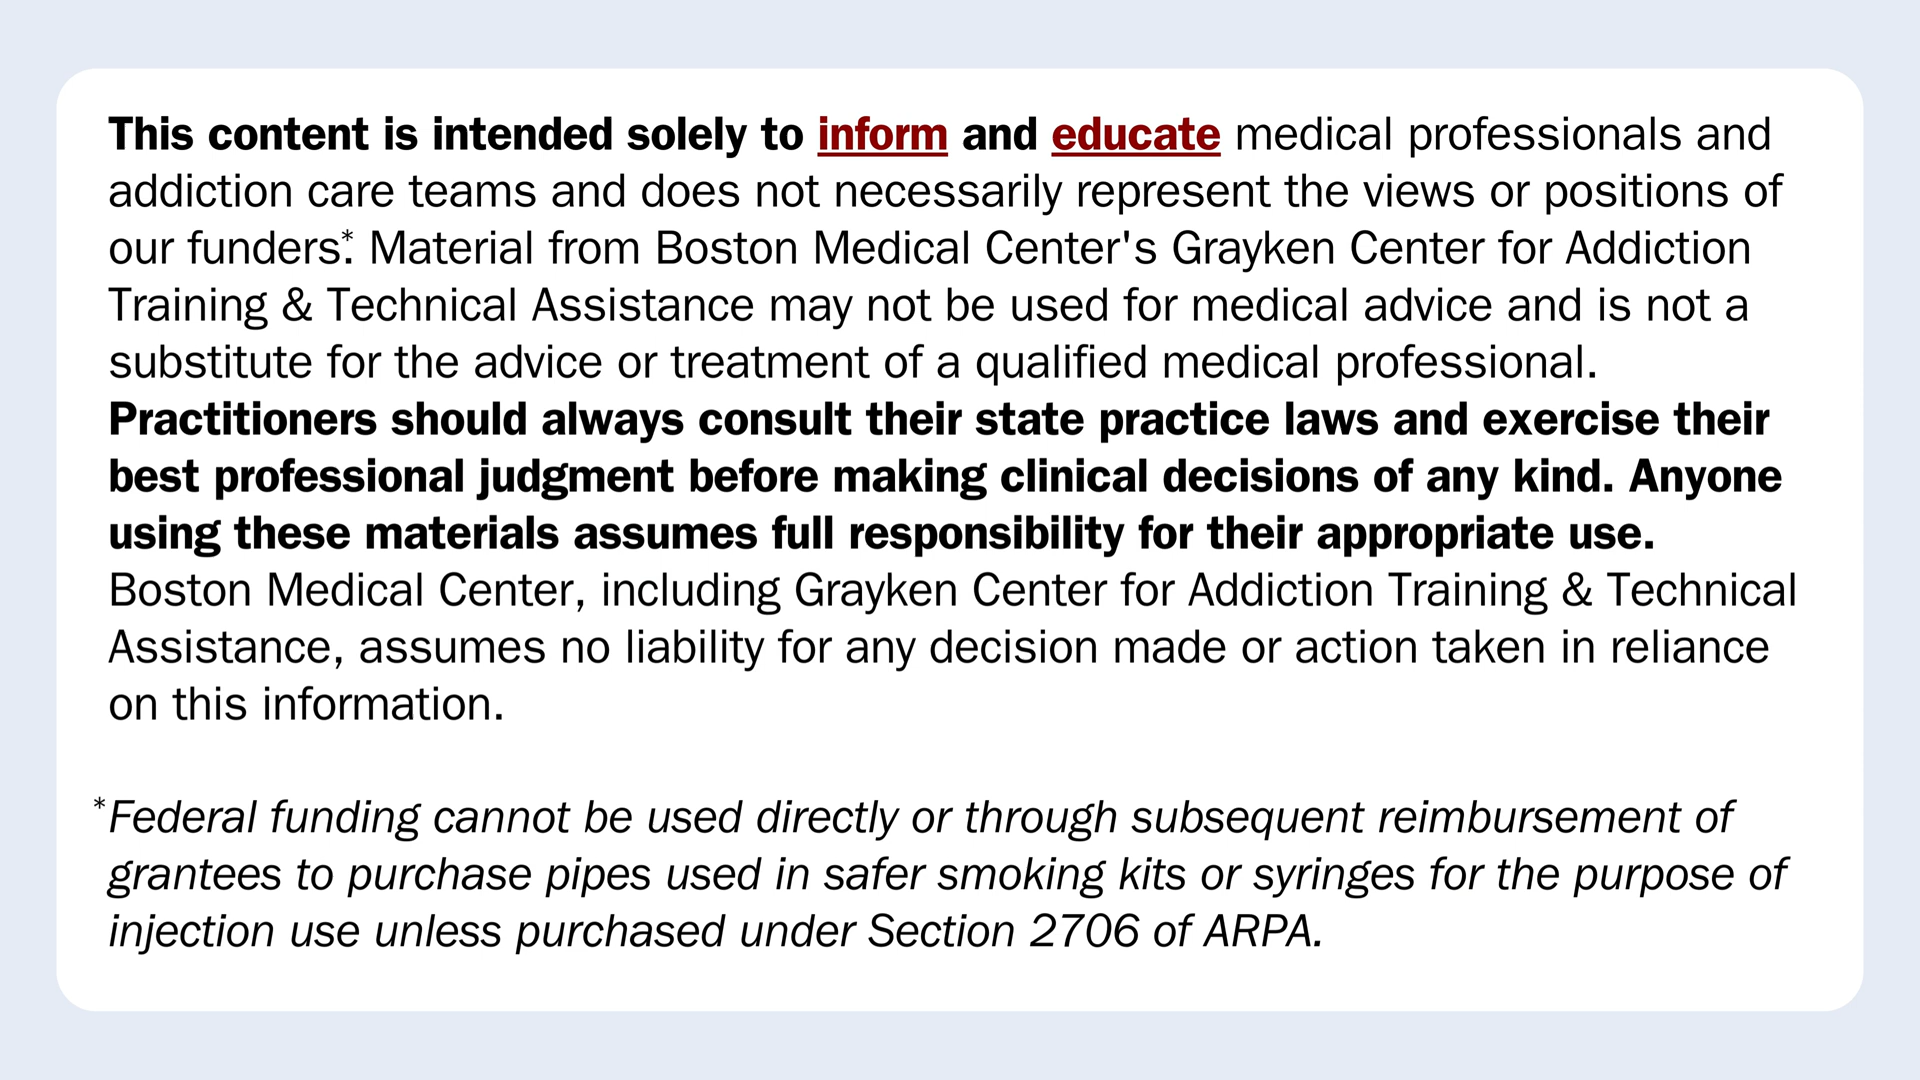 This content is intended solely to inform and educate medical professionals and
addiction care teams and does not necessarily represent the views or positions of
our funders.* Material from Boston Medical Center's Grayken Center for Addiction
Training & Technical Assistance may not be used for medical advice and is not a
substitute for the advice or treatment of a qualified medical professional.
Practitioners should always consult their state practice laws and exercise their
best professional judgment before making clinical decisions of any kind. Anyone
using these materials assumes full responsibility for their appropriate use.
Boston Medical Center, including Grayken Center for Addiction Training & Technical
Assistance, assumes no liability for any decision made or action taken in reliance
on this information.
*Federal funding cannot be used directly or through subsequent reimbursement of
grantees to purchase pipes used in safer smoking kits or syringes for the purpose of
injection use unless purchased under Section 2706 of ARPA.